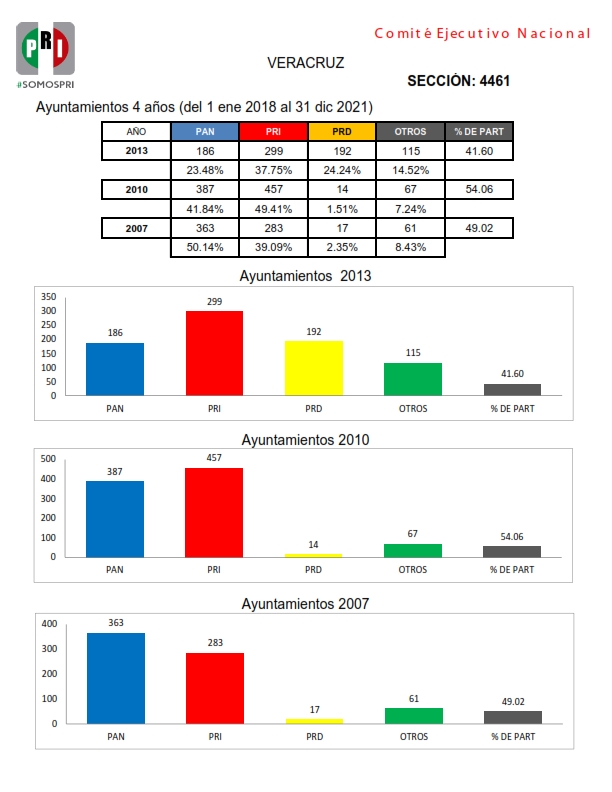 Comité Ejecutivo Nacional
PRI
#SOMOSPRI
VERACRUZ
SECCIÓN: 4461
Ayuntamientos 4 años (del 1 ene 2018 al 31 dic 2021)
AÑO PAN PRI PRD OTROS % DE PART
2013 186 299 192 115 41.60
23.48% 37.75% 24.24% 14.52%
2010 387 457 14 67 54.06
41.84% 49.41% 1.51% 7.24%
2007 363 283 17 61 49.02
50.14% 39.09% 2.35% 8.43%
Ayuntamientos 2013
350
300
250
200
150
100
50
0
186
299
192
115
41.60
PAN PRI PRD OTROS % DE PART
Ayuntamientos 2010
500
400
300
200
100
0
387
457
14
67
54.06
PAN PRI PRD OTROS % DE PART
Ayuntamientos 2007
400
300
200
100
0
363
283
17
61
49.02
PAN PRI PRD OTROS % DE PART